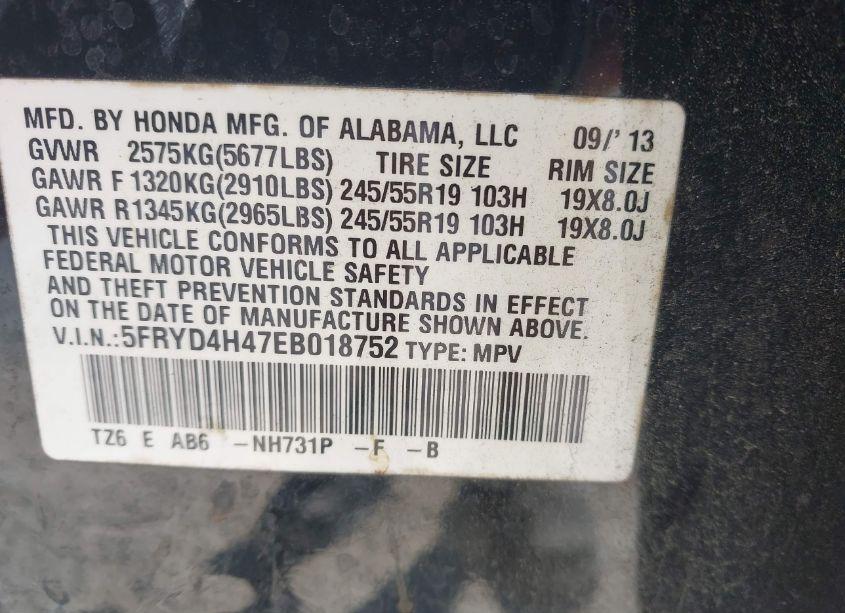 MFD. BY HONDA MFG. OF ALABAMA, LLC 09/' 13
GVWR 2575KG(5677LBS) TIRE SIZE RIM SIZE
GAWR F 1320KG(2910LBS) 245/55R19 103H 19X8.0J
GAWR R1345KG(2965LBS) 245/55R19 103H 19X8.0J
THIS VEHICLE CONFORMS TO ALL APPLICABLE
FEDERAL MOTOR VEHICLE SAFETY
AND THEFT PREVENTION STANDARDS IN EFFECT
ON THE DATE OF MANUFACTURE SHOWN ABOVE.
V.I.N.:5FRYD4H47EB018752 TYPE: MPV
TZ6 E AB6 -NH731P -F -B